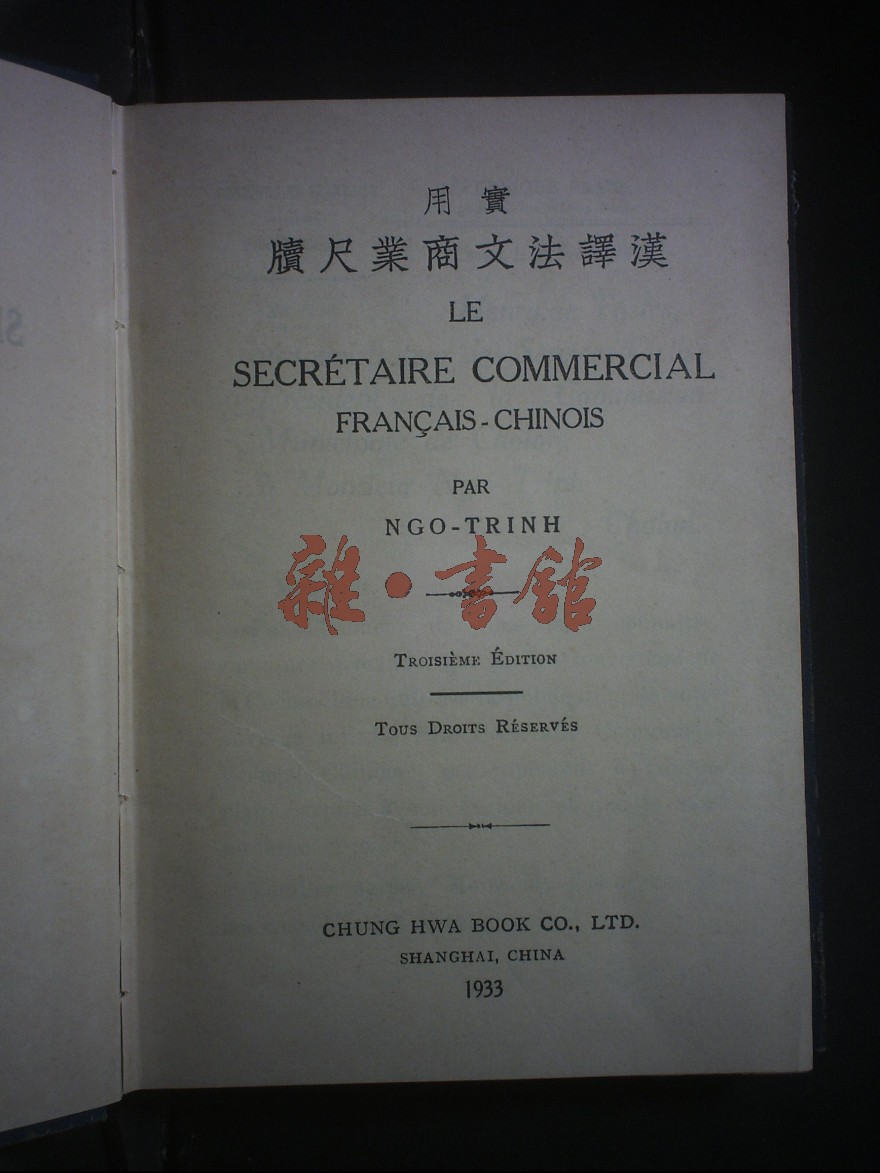 實用
漢譯法文商業尺牘
LE
SECRÉTAIRE COMMERCIAL
FRANÇAIS-CHINOIS
PAR
NGO-TRINH
雜·書館
TROISIÈME ÉDITION
TOUS DROITS RÉSERVÉS
CHUNG HWA BOOK CO., LTD.
SHANGHAI, CHINA
1933